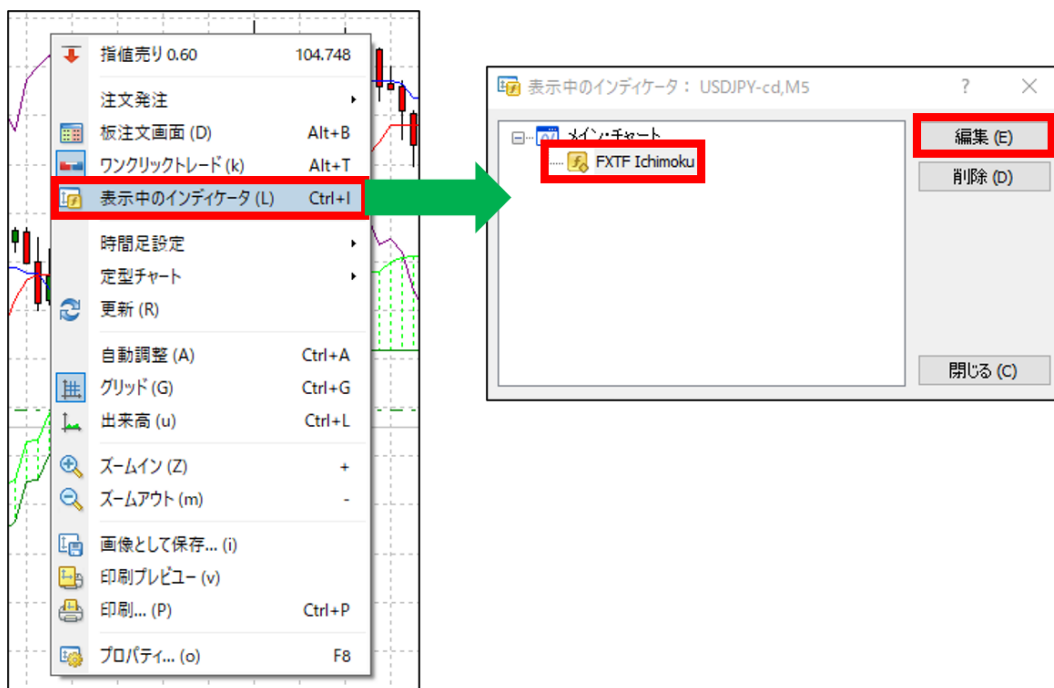 指値売り 0.60 104.748
注文発注
板注文画面 (D) Alt+B
ワンクリックトレード (k) Alt+T
表示中のインディケータ (L) Ctrl+I
時間足設定
定型チャート
更新 (R)
自動調整 (A) Ctrl+A
グリッド (G) Ctrl+G
出来高 (u) Ctrl+L
ズームイン (Z) +
ズームアウト (m) -
画像として保存... (i)
印刷プレビュー (v)
印刷... (P) Ctrl+P
プロパティ... (o) F8
表示中のインディケータ： USDJPY-cd,M5 ?
メイン・チャート
FXTF Ichimoku
編集 (E)
削除 (D)
閉じる (C)